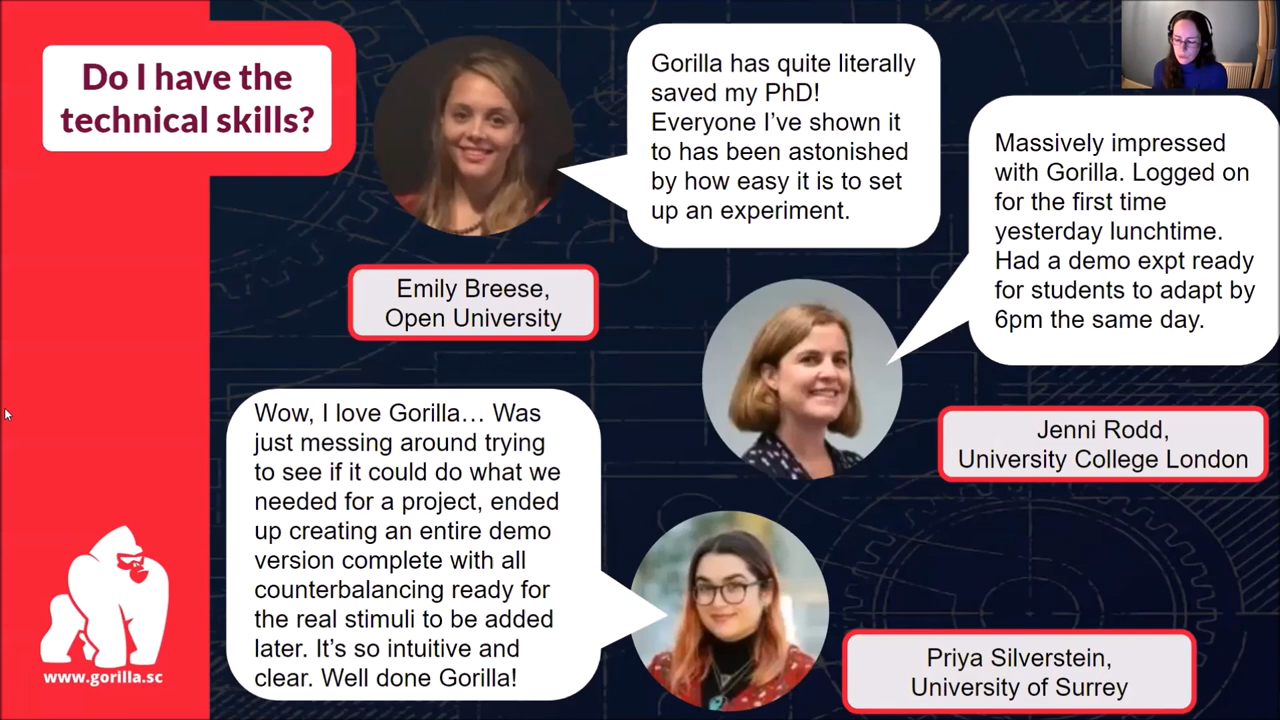 Do I have the
technical skills?
Gorilla has quite literally
saved my PhD!
Everyone I’ve shown it
to has been astonished
by how easy it is to set
up an experiment.
Emily Breese,
Open University
Massively impressed
with Gorilla. Logged on
for the first time
yesterday lunchtime.
Had a demo expt ready
for students to adapt by
6pm the same day.
Jenni Rodd,
University College London
Wow, I love Gorilla… Was
just messing around trying
to see if it could do what we
needed for a project, ended
up creating an entire demo
version complete with all
counterbalancing ready for
the real stimuli to be added
later. It’s so intuitive and
clear. Well done Gorilla!
Priya Silverstein,
University of Surrey
www.gorilla.sc